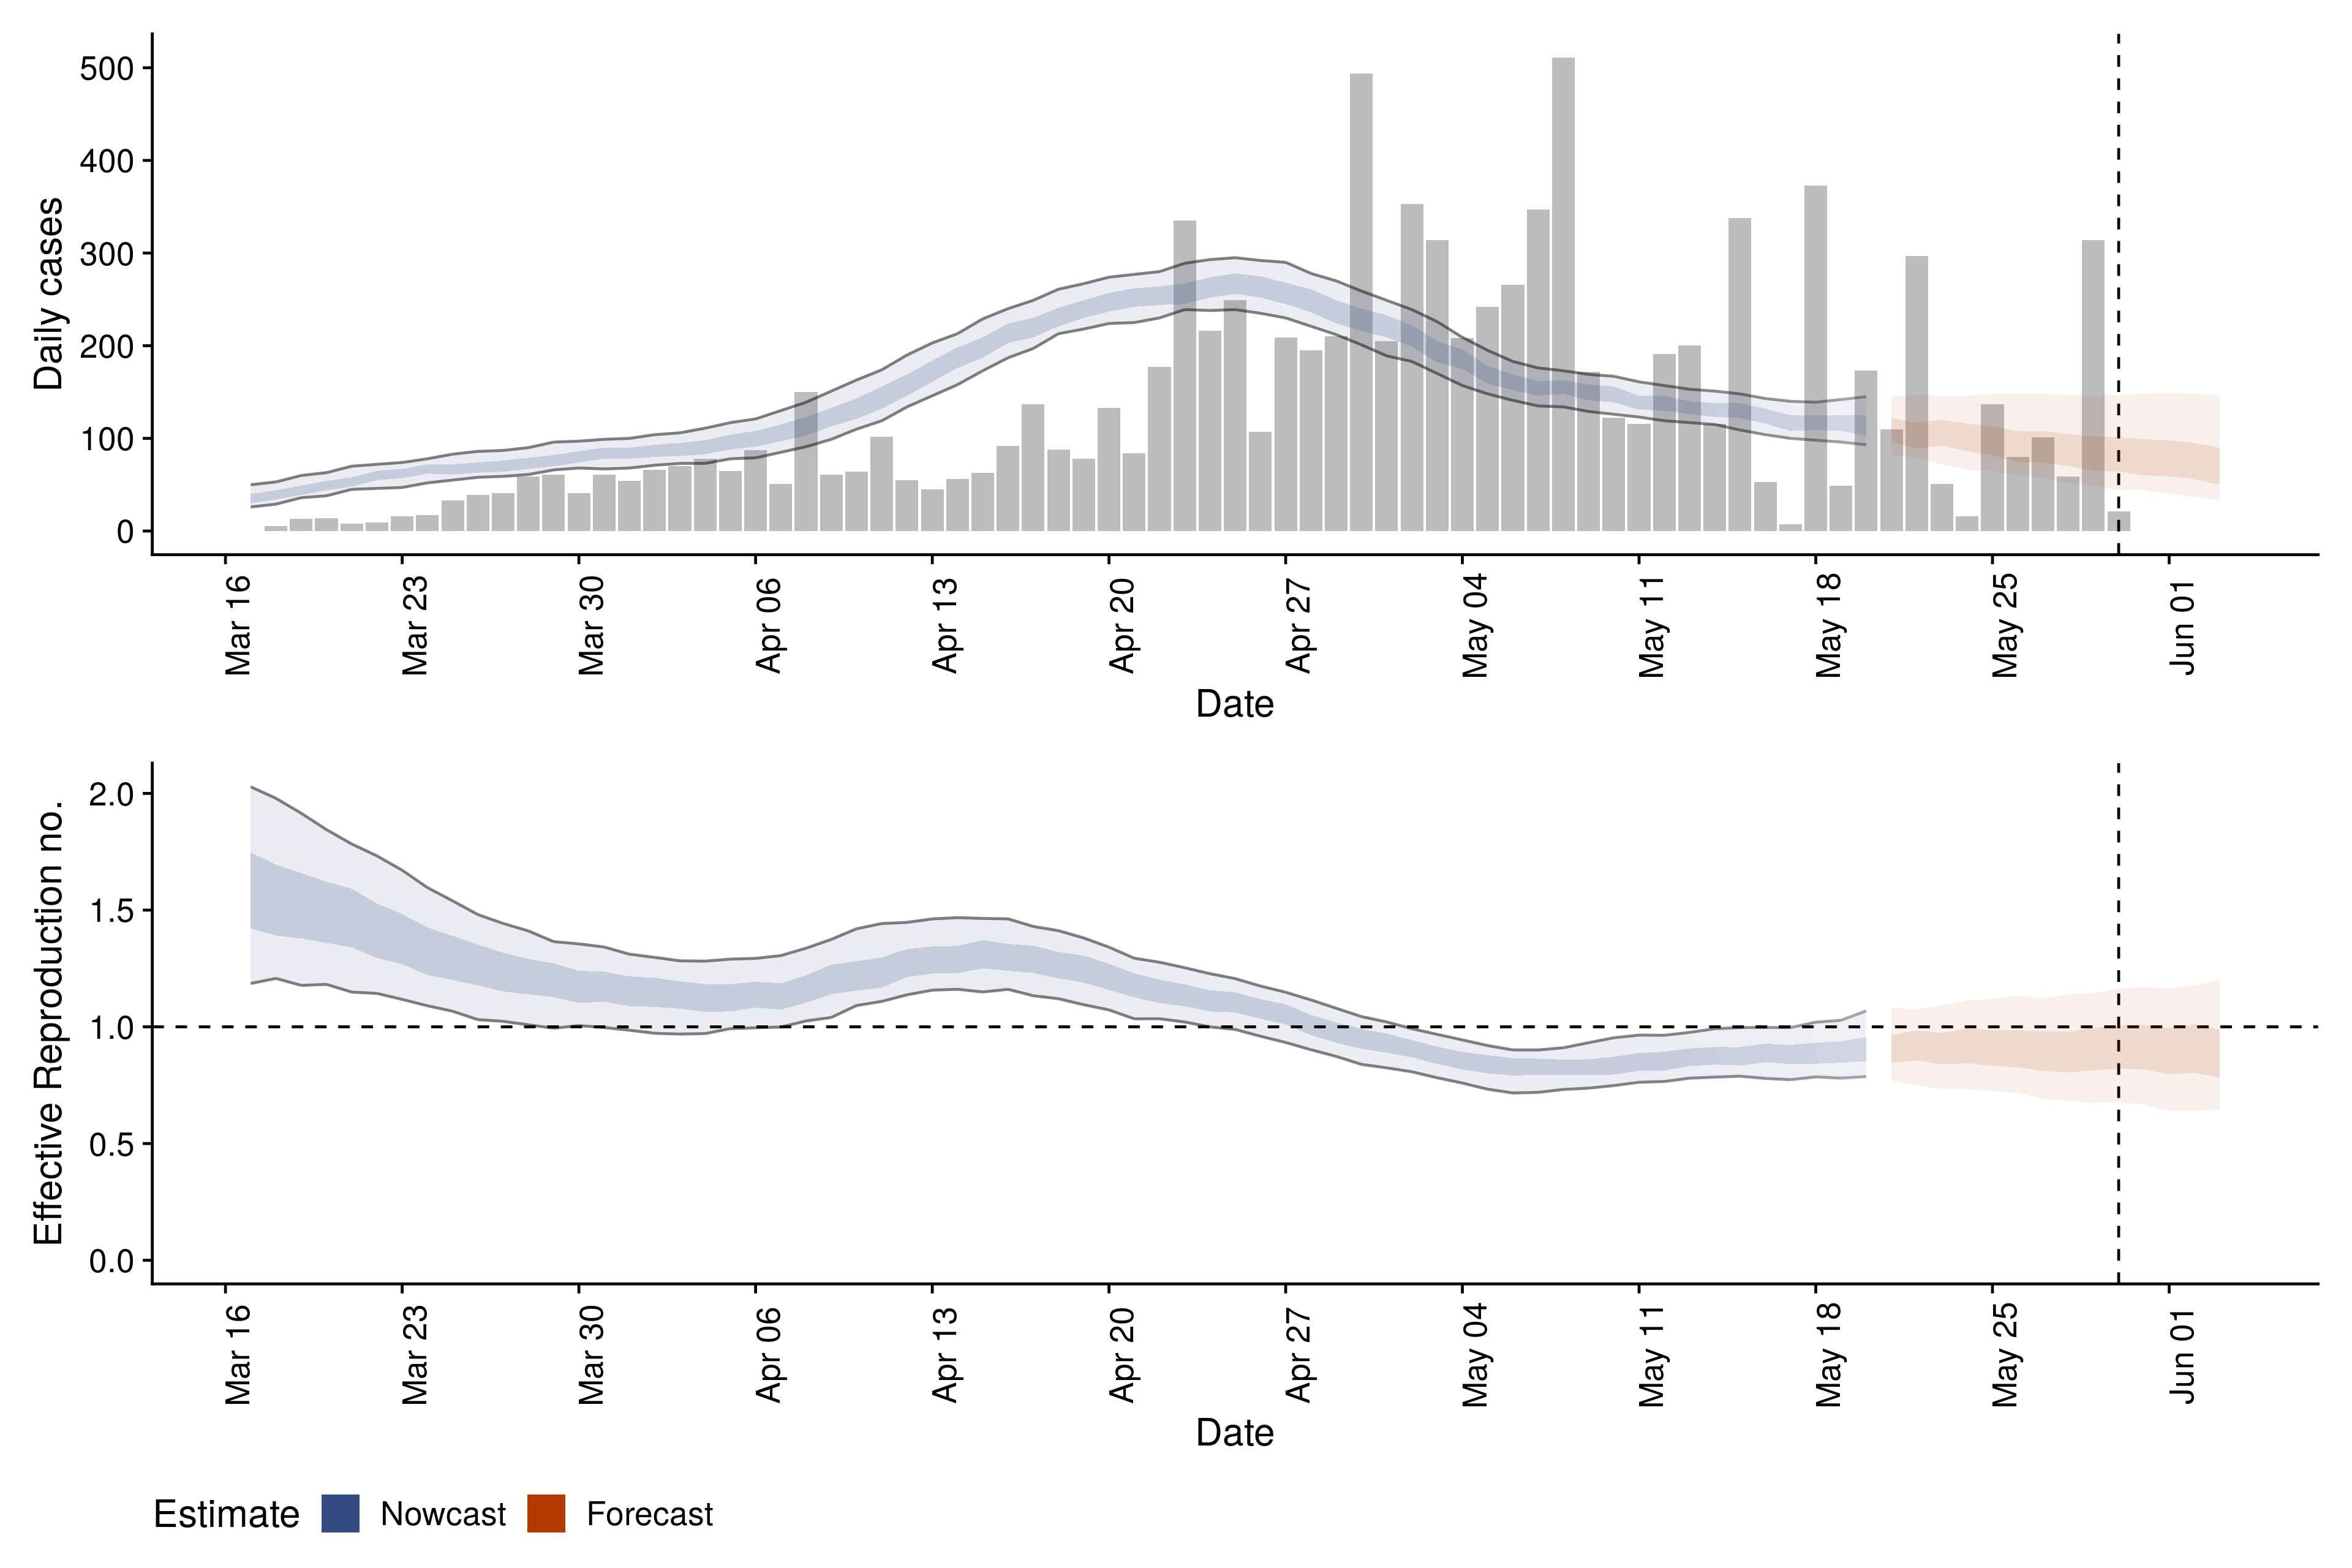 500
400
300
200
100
0
Daily cases
Mar 16
Mar 23
Mar 30
Apr 06
Apr 13
Apr 20
Apr 27
May 04
May 11
May 18
May 25
Jun 01
Date
2.0
1.5
1.0
0.5
0.0
Effective Reproduction no.
Mar 16
Mar 23
Mar 30
Apr 06
Apr 13
Apr 20
Apr 27
May 04
May 11
May 18
May 25
Jun 01
Date
Estimate Nowcast Forecast